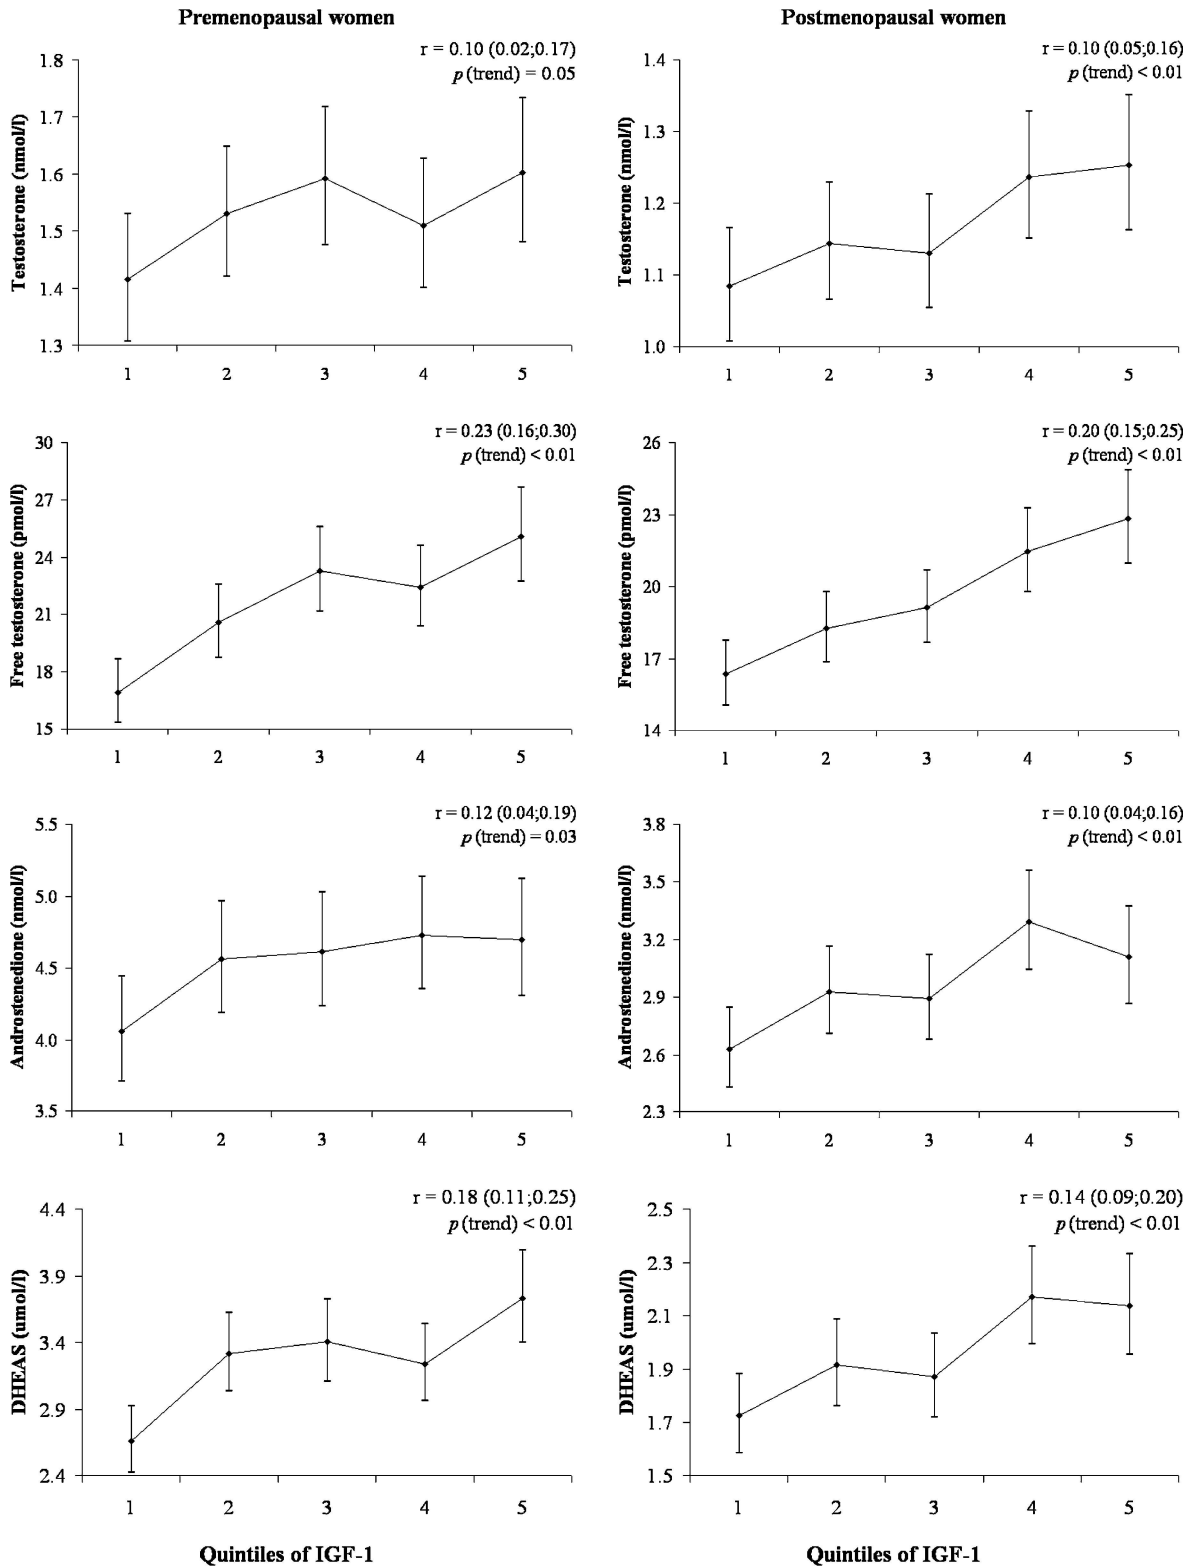 Premenopausal women
Postmenopausal women
r = 0.10 (0.02;0.17)
p (trend) = 0.05
Testosterone (nmol/l)
1.8
1.7
1.6
1.5
1.4
1.3
1 2 3 4 5
r = 0.10 (0.05;0.16)
p (trend) < 0.01
Testosterone (nmol/l)
1.4
1.3
1.2
1.1
1.0
1 2 3 4 5
r = 0.23 (0.16;0.30)
p (trend) < 0.01
Free testosterone (pmol/l)
30
27
24
21
18
15
1 2 3 4 5
r = 0.20 (0.15;0.25)
p (trend) < 0.01
Free testosterone (pmol/l)
26
23
20
17
14
1 2 3 4 5
r = 0.12 (0.04;0.19)
p (trend) = 0.03
Androstenedione (nmol/l)
5.5
5.0
4.5
4.0
3.5
1 2 3 4 5
r = 0.10 (0.04;0.16)
p (trend) < 0.01
Androstenedione (nmol/l)
3.8
3.5
3.2
2.9
2.6
2.3
1 2 3 4 5
r = 0.18 (0.11;0.25)
p (trend) < 0.01
DHEAS (umol/l)
4.4
3.9
3.4
2.9
2.4
1 2 3 4 5
Quintiles of IGF-1
r = 0.14 (0.09;0.20)
p (trend) < 0.01
DHEAS (umol/l)
2.5
2.3
2.1
1.9
1.7
1.5
1 2 3 4 5
Quintiles of IGF-1